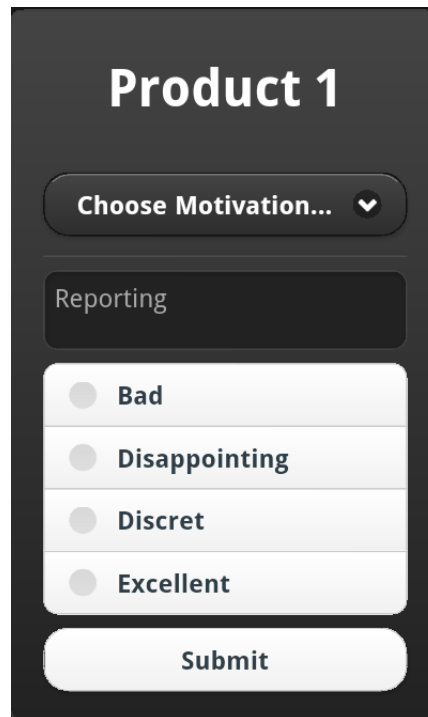 Product 1
Choose Motivation...
Reporting
Bad
Disappointing
Discret
Excellent
Submit